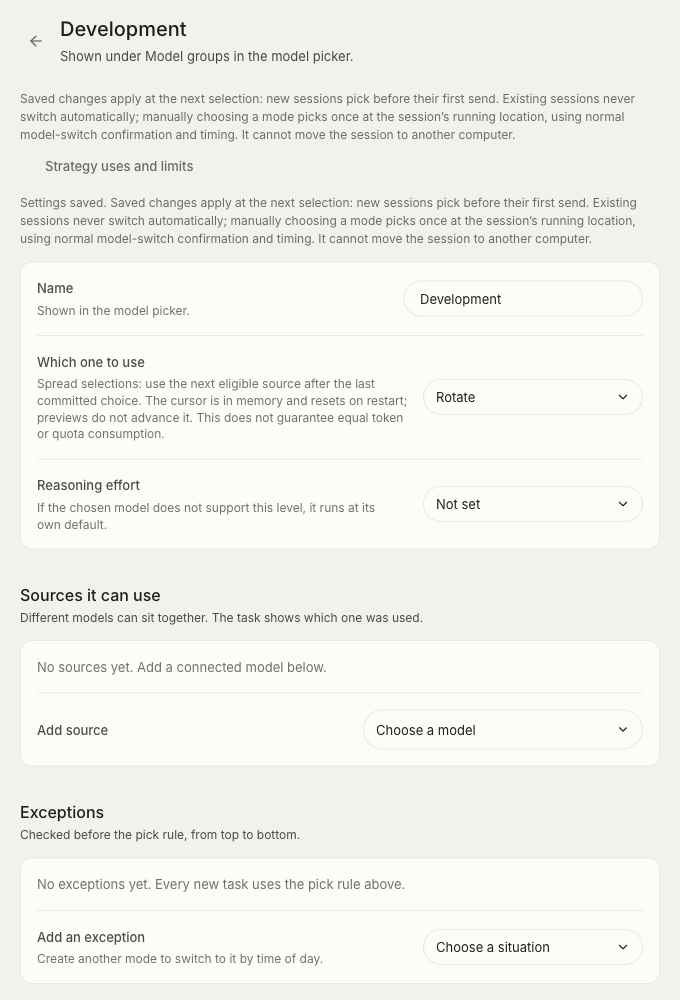 Development
Shown under Model groups in the model picker.
Saved changes apply at the next selection: new sessions pick before their first send. Existing sessions never
switch automatically; manually choosing a mode picks once at the session's running location, using normal
model-switch confirmation and timing. It cannot move the session to another computer.
Strategy uses and limits
Settings saved. Saved changes apply at the next selection: new sessions pick before their first send. Existing
sessions never switch automatically; manually choosing a mode picks once at the session's running location,
using normal model-switch confirmation and timing. It cannot move the session to another computer.
Name
Shown in the model picker.
Development
Which one to use
Spread selections: use the next eligible source after the last
committed choice. The cursor is in memory and resets on restart;
previews do not advance it. This does not guarantee equal token
or quota consumption.
Rotate
Reasoning effort
If the chosen model does not support this level, it runs at its
own default.
Not set
Sources it can use
Different models can sit together. The task shows which one was used.
No sources yet. Add a connected model below.
Add source
Choose a model
Exceptions
Checked before the pick rule, from top to bottom.
No exceptions yet. Every new task uses the pick rule above.
Add an exception
Create another mode to switch to it by time of day.
Choose a situation